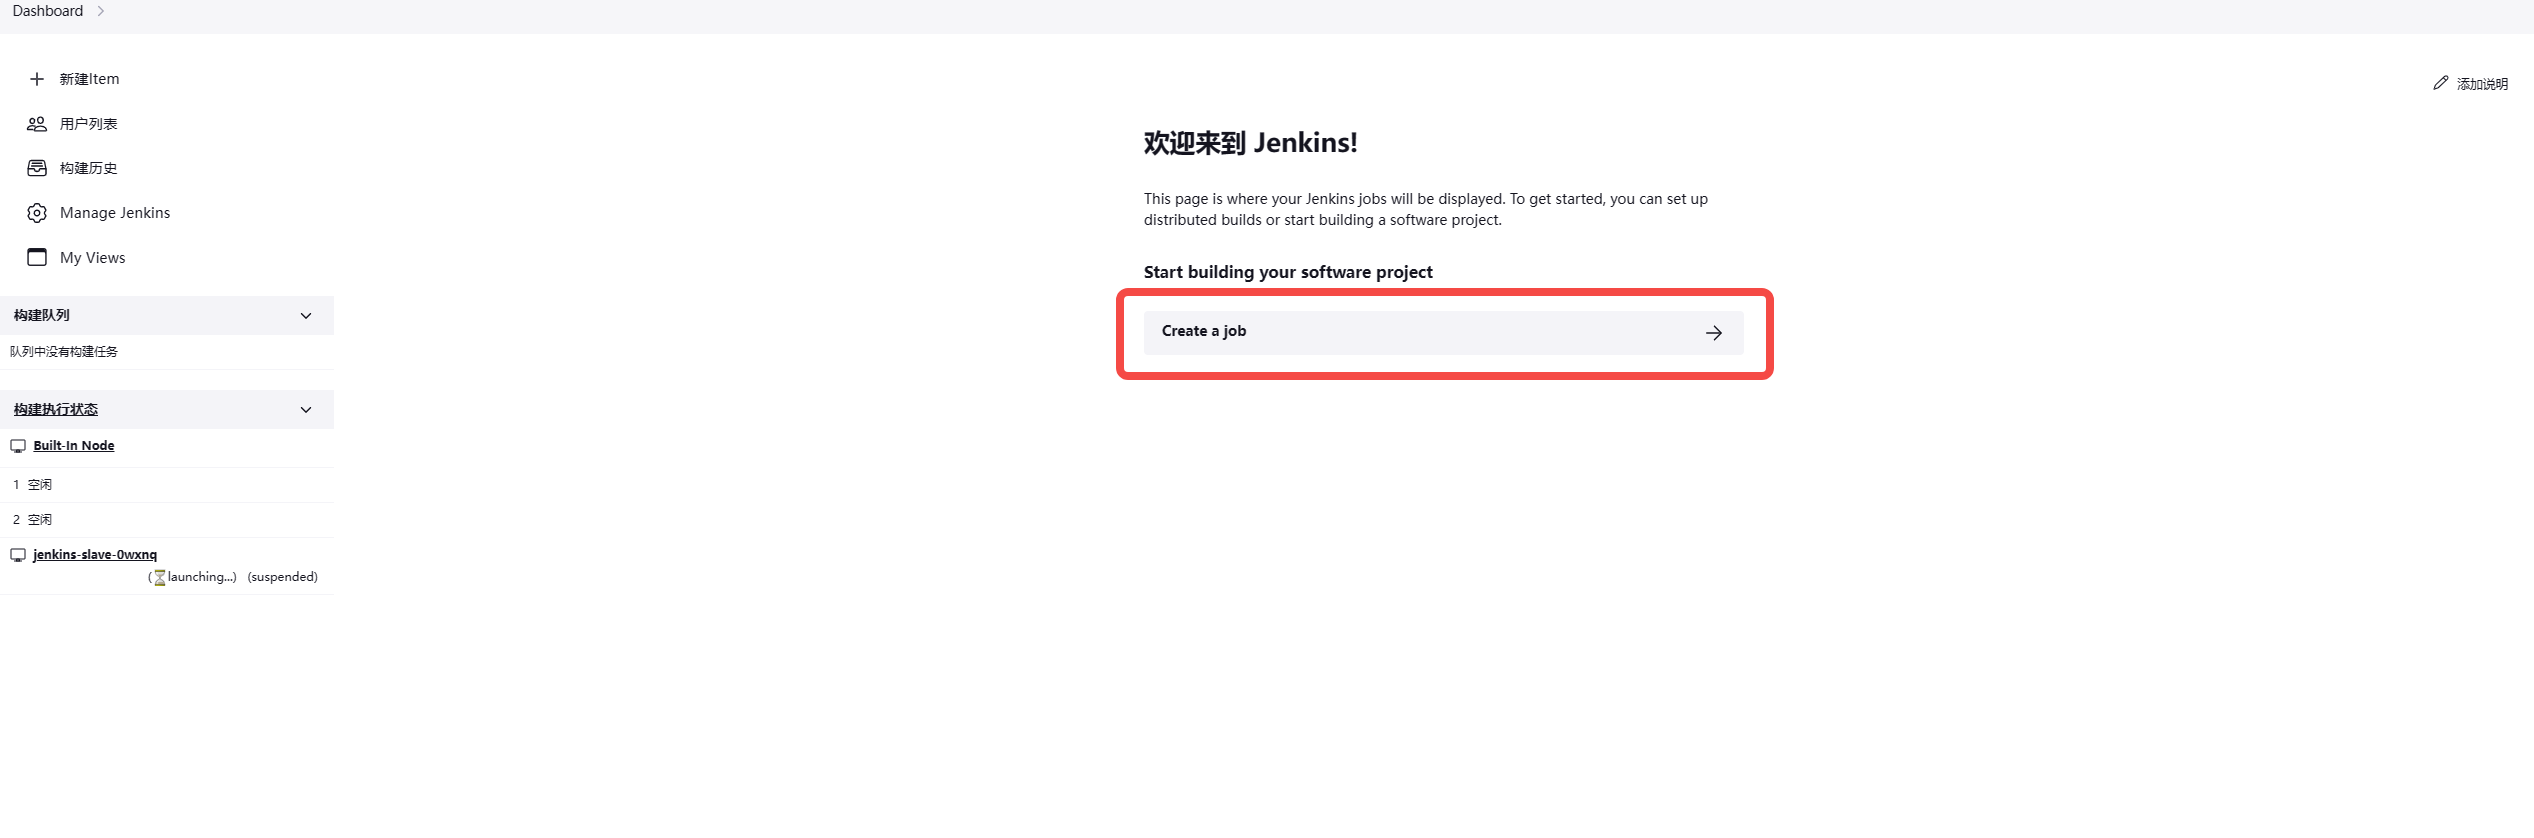 Dashboard
新建Item
用户列表
构建历史
Manage Jenkins
My Views
构建队列
队列中没有构建任务
构建执行状态
Built-In Node
1 空闲
2 空闲
jenkins-slave-0wxnq
(⏳launching...) (suspended)
添加说明
欢迎来到 Jenkins!
This page is where your Jenkins jobs will be displayed. To get started, you can set up
distributed builds or start building a software project.
Start building your software project
Create a job